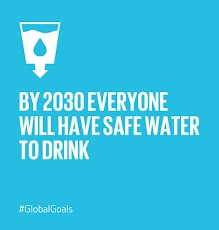 BY 2030 EVERYONE
WILL HAVE SAFE WATER
TO DRINK
#GlobalGoals